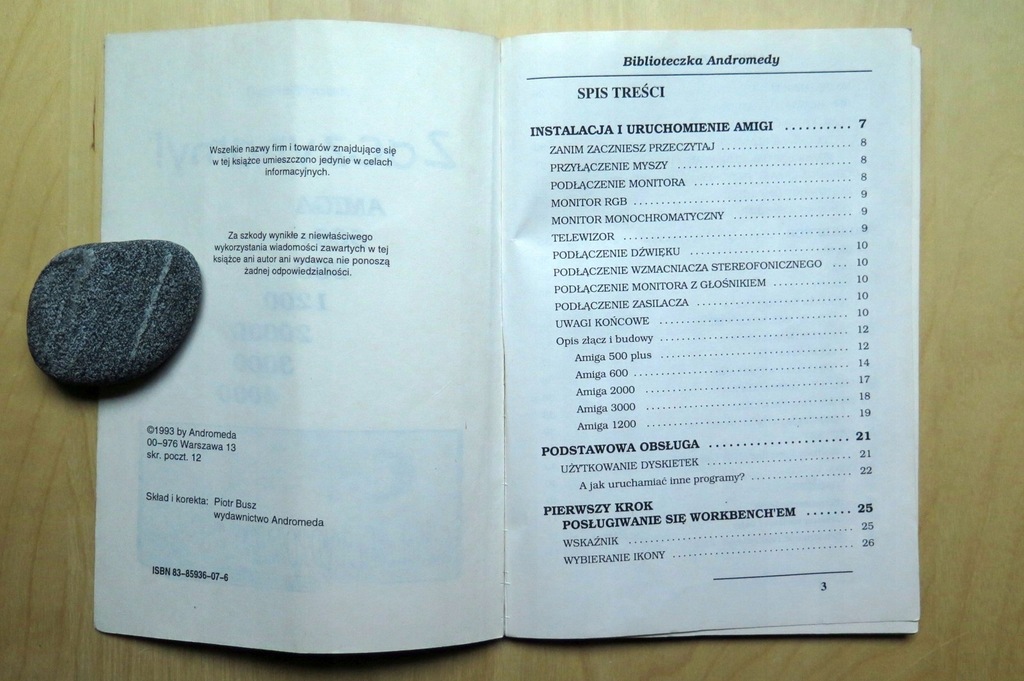 Wszelkie nazwy firm i towarów znajdujące się
w tej książce umieszczono jedynie w celach
informacyjnych.
Za szkody wynikłe z niewłaściwego
wykorzystania wiadomości zawartych w tej
książce ani autor ani wydawca nie ponoszą
żadnej odpowiedzialności.
©1993 by Andromeda
00-976 Warszawa 13
skr. poczt. 12
Skład i korekta: Piotr Busz
wydawnictwo Andromeda
ISBN 83-85936-07-6
Biblioteczka Andromedy
SPIS TREŚCI
INSTALACJA I URUCHOMIENIE AMIGI .......... 7
ZANIM ZACZNIESZ PRZECZYTAJ .......... 8
PRZYŁĄCZENIE MYSZY .......... 8
PODŁĄCZENIE MONITORA .......... 8
MONITOR RGB .......... 9
MONITOR MONOCHROMATYCZNY .......... 9
TELEWIZOR .......... 9
PODŁĄCZENIE DŹWIĘKU .......... 10
PODŁĄCZENIE WZMACNIACZA STEREOFONICZNEGO ... 10
PODŁĄCZENIE MONITORA Z GŁOŚNIKIEM .......... 10
PODŁĄCZENIE ZASILACZA .......... 10
UWAGI KOŃCOWE .......... 10
Opis złącz i budowy .......... 12
Amiga 500 plus .......... 12
Amiga 600 .......... 14
Amiga 2000 .......... 17
Amiga 3000 .......... 18
Amiga 1200 .......... 19
PODSTAWOWA OBSŁUGA .......... 21
UŻYTKOWANIE DYSKIETEK .......... 21
A jak uruchamiać inne programy? .......... 22
PIERWSZY KROK
POSŁUGIWANIE SIĘ WORKBENCH'EM ....... 25
WSKAŹNIK .......... 25
WYBIERANIE IKONY .......... 26
3